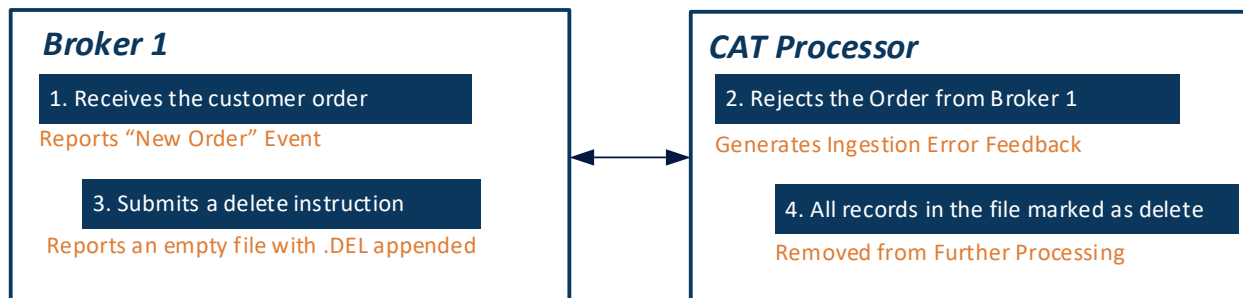 Broker 1
1. Receives the customer order
Reports “New Order” Event
3. Submits a delete instruction
Reports an empty file with .DEL appended
CAT Processor
2. Rejects the Order from Broker 1
Generates Ingestion Error Feedback
4. All records in the file marked as delete
Removed from Further Processing